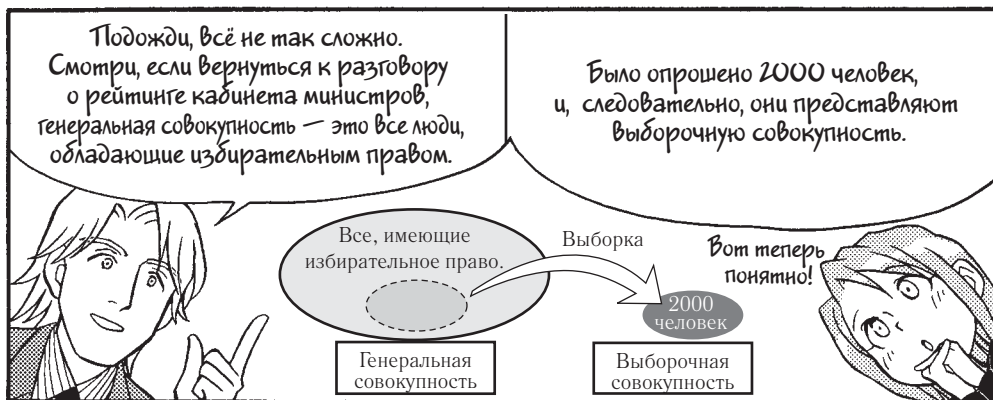 Подожди, всё не так сложно.
Смотри, если вернуться к разговору
о рейтинге кабинета министров,
генеральная совокупность — это все люди,
обладающие избирательным правом.
Было опрошено 2000 человек,
и, следовательно, они представляют
выборочную совокупность.
Все, имеющие
избирательное право.
Выборка
Вот теперь
понятно!
2000
человек
Генеральная
совокупность
Выборочная
совокупность